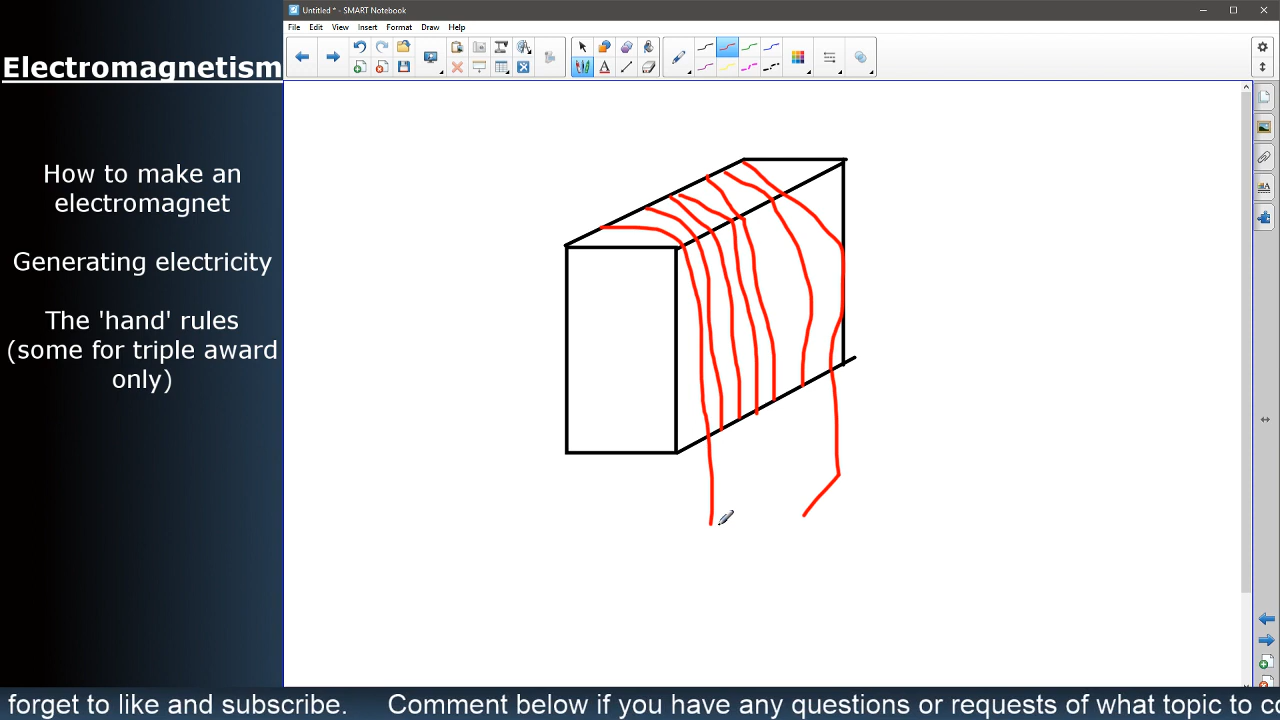 Untitled * - SMART Notebook
File Edit View Insert Format Draw Help
Electromagnetism
How to make an
electromagnet
Generating electricity
The 'hand' rules
(some for triple award
only)
forget to like and subscribe. Comment below if you have any questions or requests of what topic to co